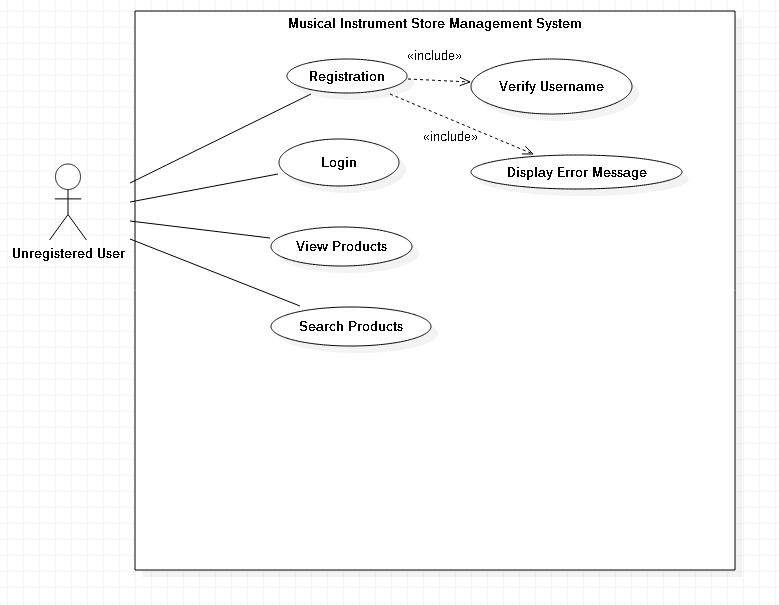 Musical Instrument Store Management System
«include»
Registration
Verify Username
«include»
Login
Display Error Message
View Products
Unregistered User
Search Products